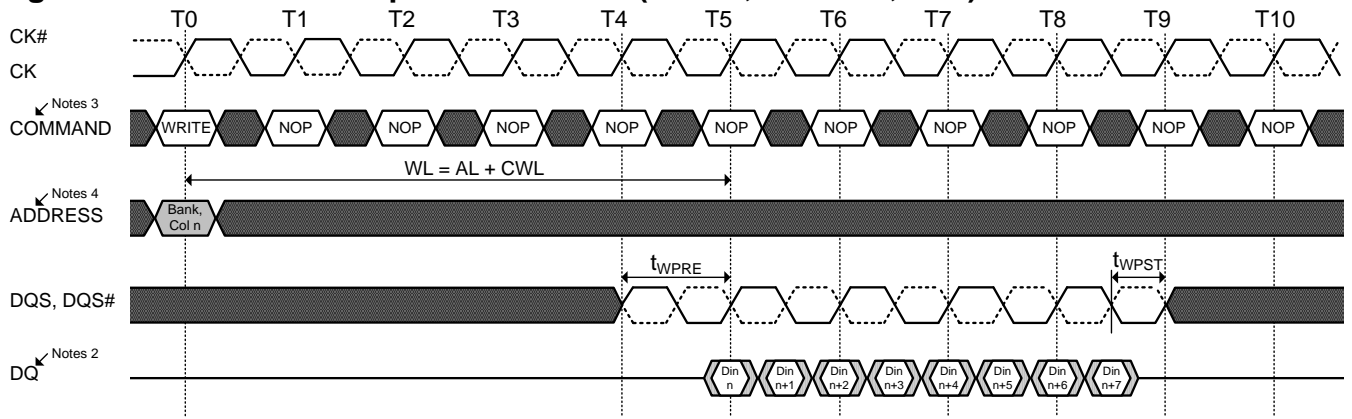 T0 T1 T2 T3 T4 T5 T6 T7 T8 T9 T10
CK#
CK
Notes 3
COMMAND WRITE NOP NOP NOP NOP NOP NOP NOP NOP NOP NOP
WL = AL + CWL
Notes 4
ADDRESS Bank, Col n
tWPRE tWPST
DQS, DQS#
Notes 2
DQ Din n Din n+1 Din n+2 Din n+3 Din n+4 Din n+5 Din n+6 Din n+7